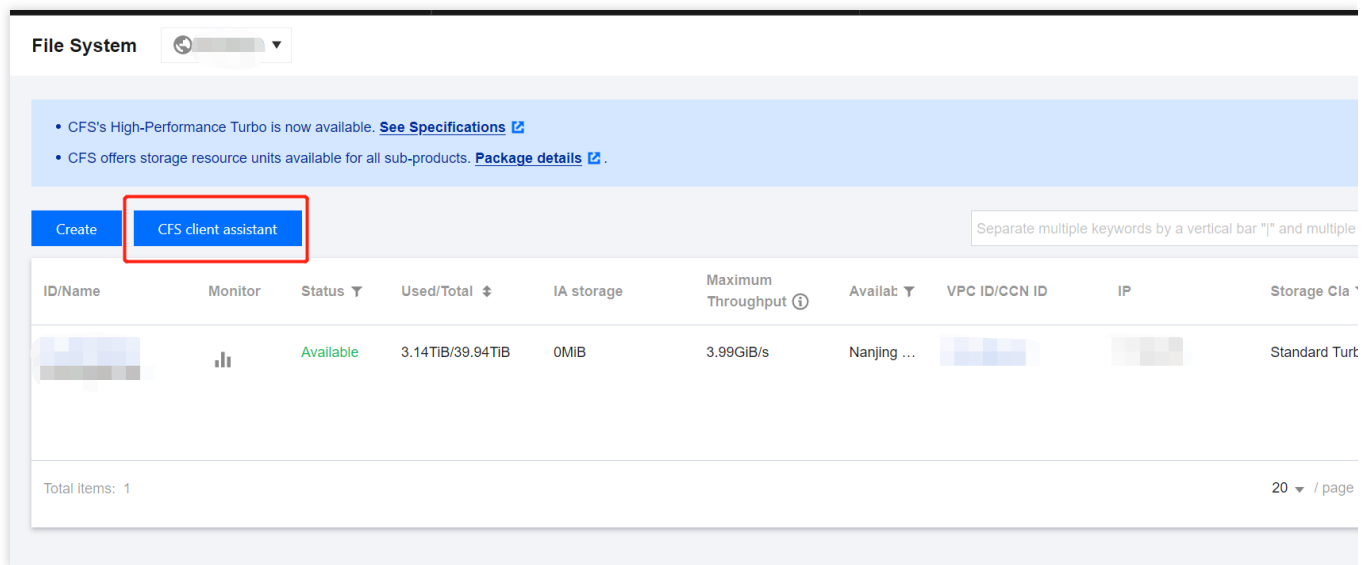 File System
• CFS's High-Performance Turbo is now available. See Specifications
• CFS offers storage resource units available for all sub-products. Package details .
Create CFS client assistant Separate multiple keywords by a vertical bar "|" and multiple
ID/Name Monitor Status Used/Total IA storage Maximum Throughput Availat VPC ID/CCN ID IP Storage Cla
Available 3.14TiB/39.94TiB 0MiB 3.99GiB/s Nanjing ... Standard Turb
Total items: 1 20 / page